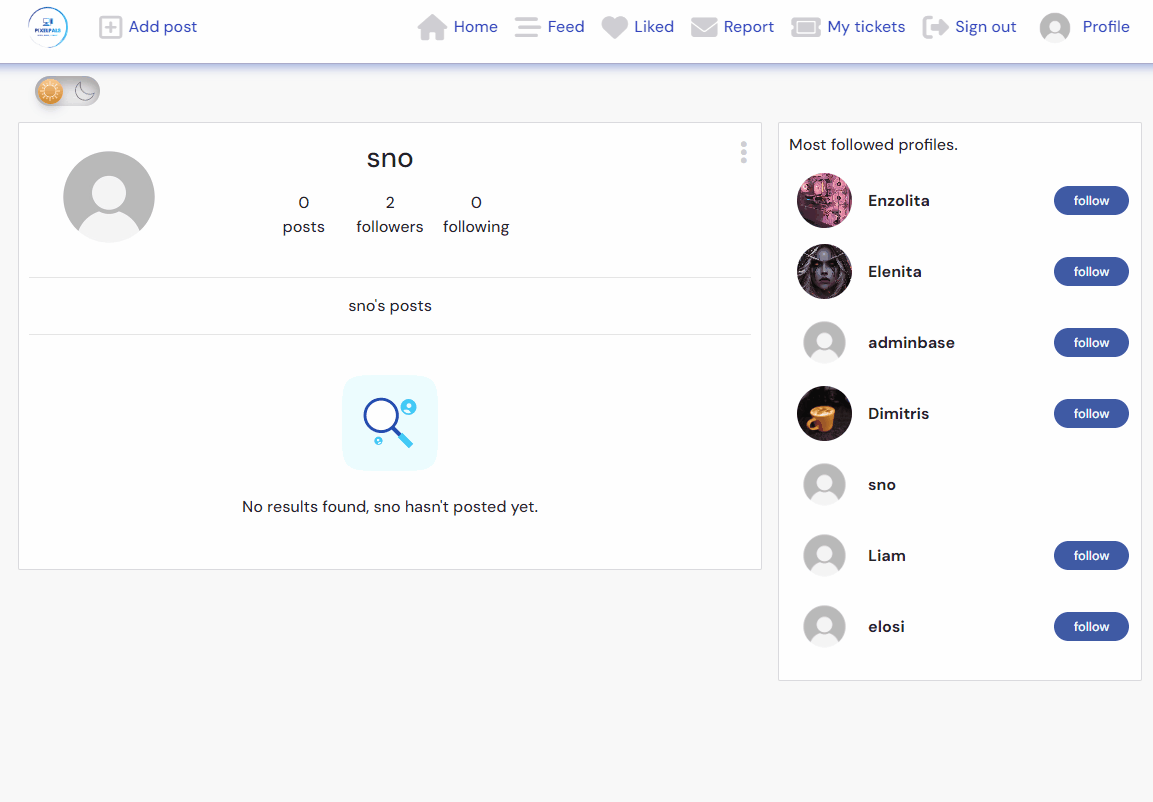 PIXELPALS
Add post
Home
Feed
Liked
Report
My tickets
Sign out
Profile
sno
0 posts
2 followers
0 following
sno's posts
No results found, sno hasn't posted yet.
Most followed profiles.
Enzolita follow
Elenita follow
adminbase follow
Dimitris follow
sno
Liam follow
elosi follow